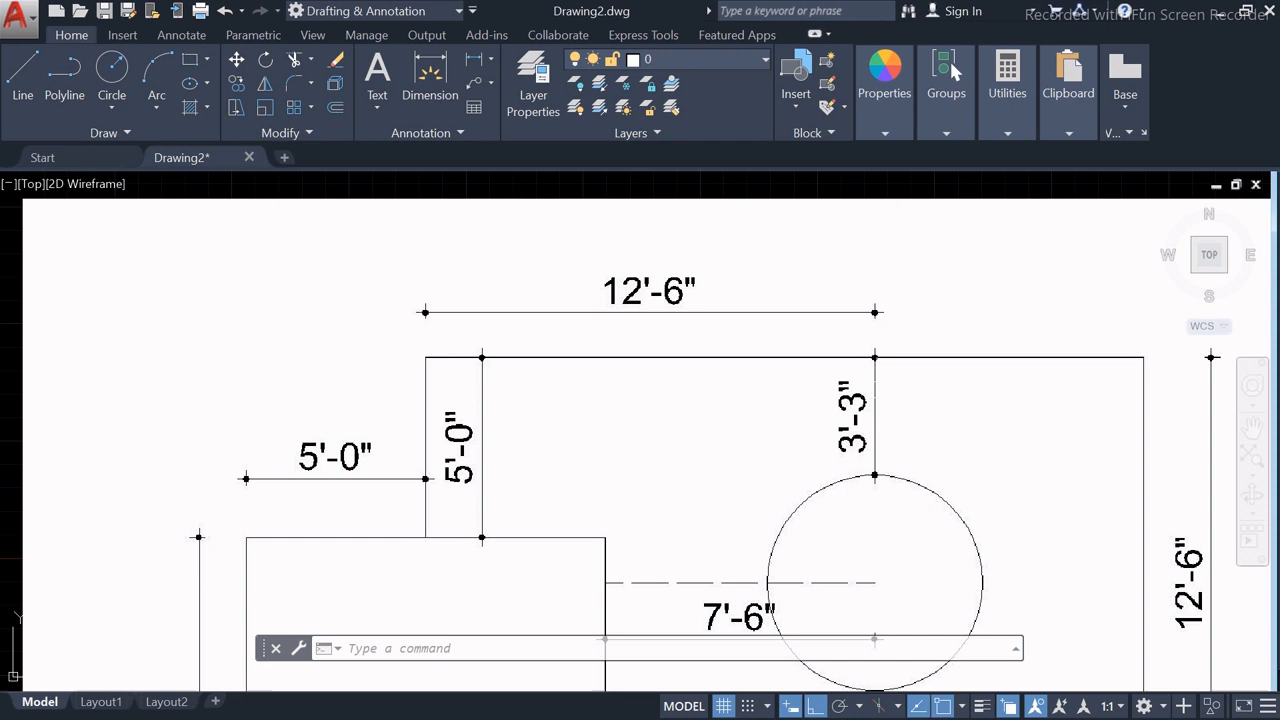 Drafting & Annotation
Drawing2.dwg
Type a keyword or phrase
Sign In
Recorded with iFun Screen Recorder
Home Insert Annotate Parametric View Manage Output Add-ins Collaborate Express Tools Featured Apps
Line Polyline Circle Arc
Text Dimension
Layer Properties
0
Insert
Properties Groups Utilities Clipboard Base
Draw Modify Annotation Layers Block V...
Start Drawing2*
[−][Top][2D Wireframe]
N
W TOP E
S
WCS
12'-6"
3'-3"
5'-0"
5'-0"
12'-6"
7'-6"
Type a command
Y
Model Layout1 Layout2
MODEL
1:1